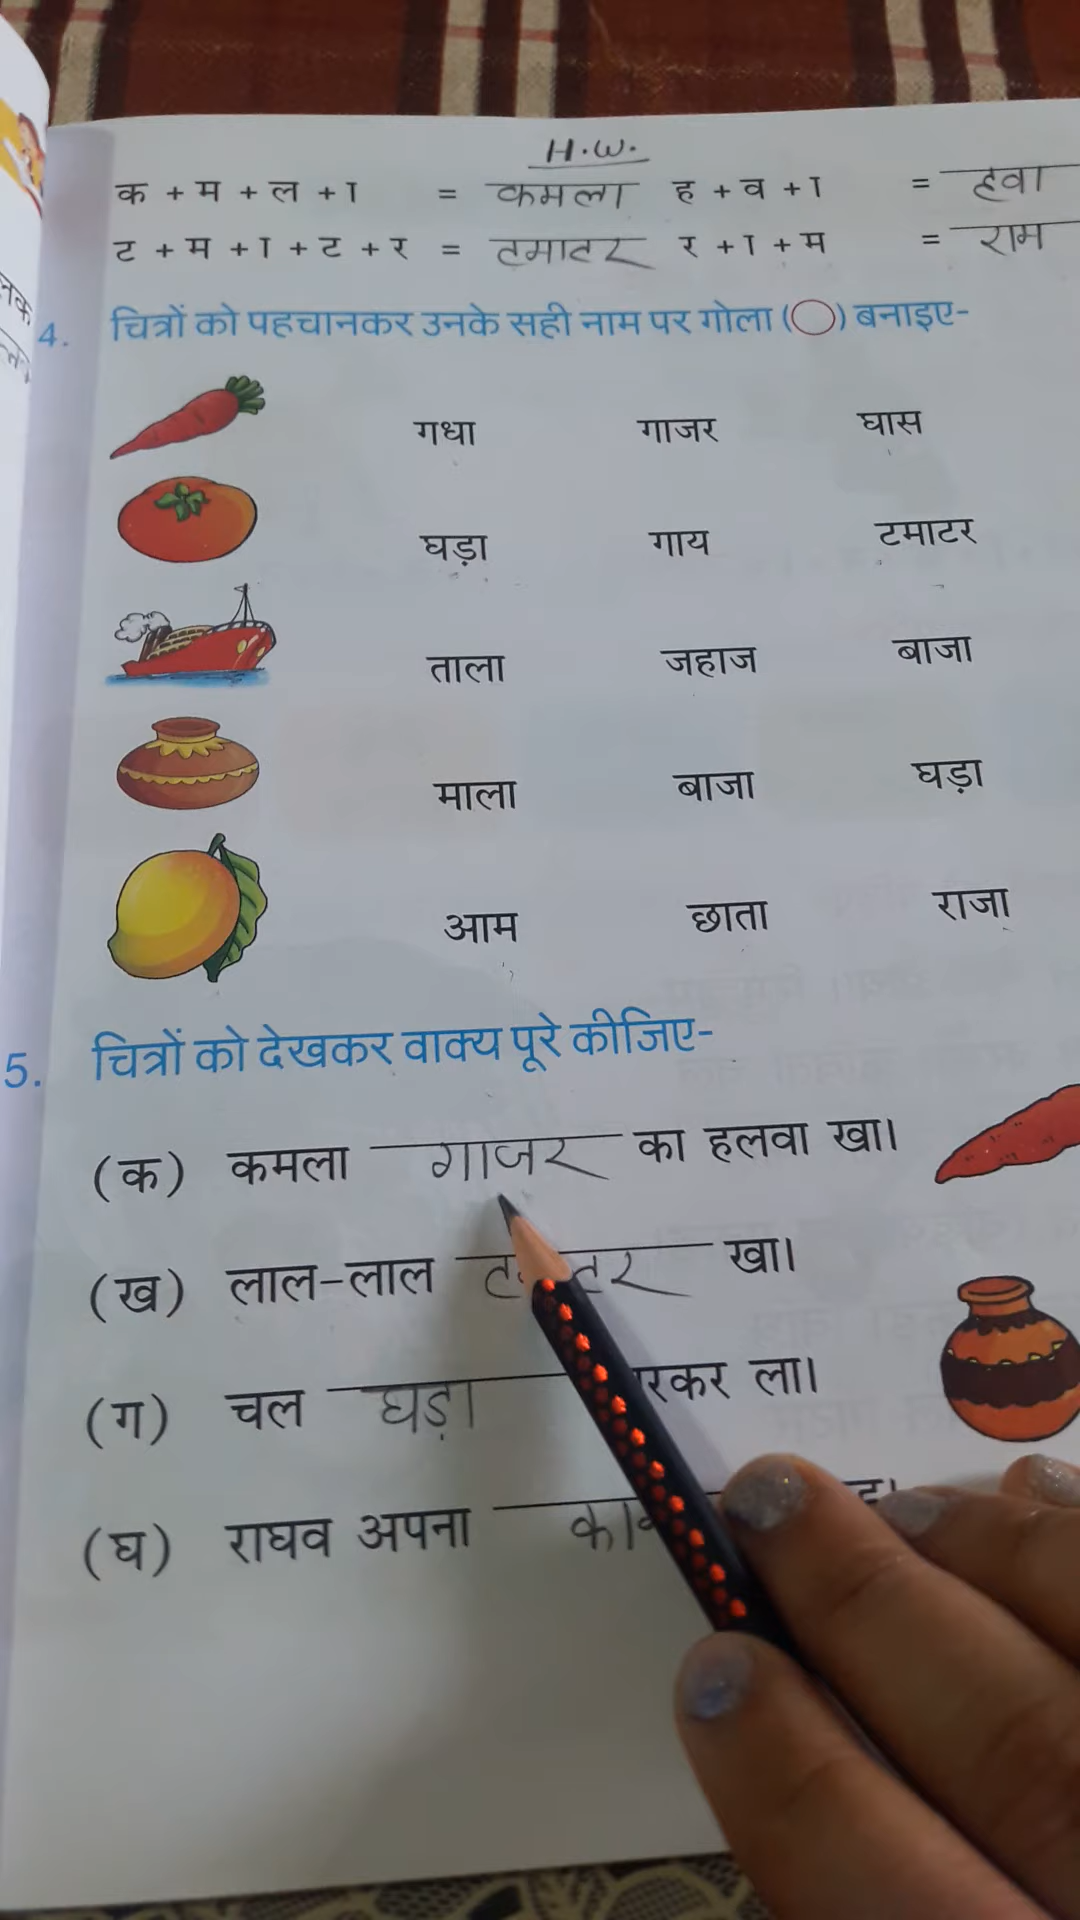 H.W.
क + म + ल + ा = कमला ह + व + ा = हवा
ट + म + ा + ट + र = टमाटर र + ा + म = राम
4. चित्रों को पहचानकर उनके सही नाम पर गोला (○) बनाइए-
गधा गाजर घास
घड़ा गाय टमाटर
ताला जहाज बाजा
माला बाजा घड़ा
आम छाता राजा
5. चित्रों को देखकर वाक्य पूरे कीजिए-
(क) कमला गाजर का हलवा खा।
(ख) लाल-लाल खा।
(ग) चल घड़ा ला।
(घ) राघव अपना